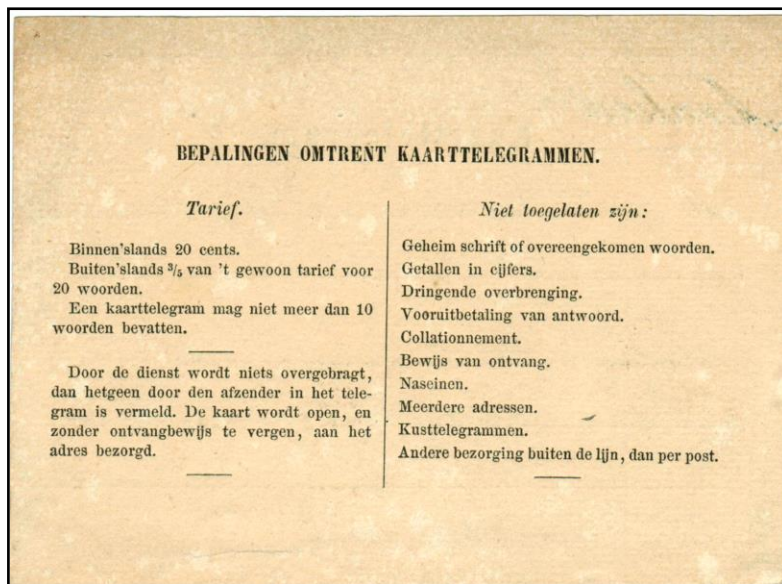 BEPALINGEN OMTRENT KAARTTELEGRAMMEN.
Tarief.
Binnen'slands 20 cents.
Buiten'slands 3/5 van 't gewoon tarief voor
20 woorden.
Een kaarttelegram mag niet meer dan 10
woorden bevatten.
Door de dienst wordt niets overgebragt,
dan hetgeen door den afzender in het tele-
gram is vermeld. De kaart wordt open, en
zonder ontvangbewijs te vergen, aan het
adres bezorgd.
Niet toegelaten zijn:
Geheim schrift of overeengekomen woorden.
Getallen in cijfers.
Dringende overbrenging.
Vooruitbetaling van antwoord.
Collationnement.
Bewijs van ontvang.
Naseinen.
Meerdere adressen.
Kusttelegrammen.
Andere bezorging buiten de lijn, dan per post.